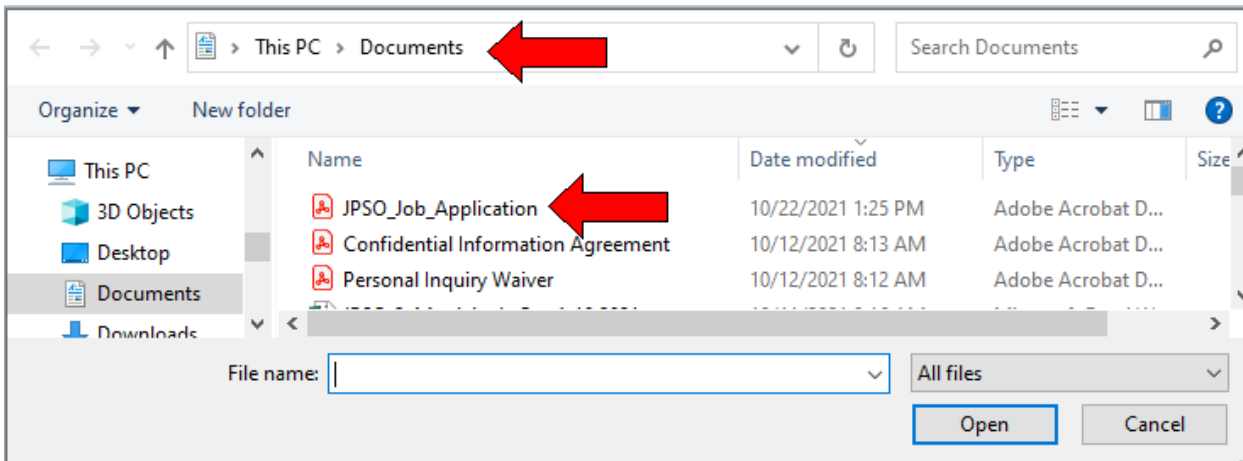 This PC > Documents
Search Documents
Organize
New folder
?
Name
Date modified
Type
Size
This PC
3D Objects
Desktop
Documents
Downloads
JPSO_Job_Application 10/22/2021 1:25 PM Adobe Acrobat D...
Confidential Information Agreement 10/12/2021 8:13 AM Adobe Acrobat D...
Personal Inquiry Waiver 10/12/2021 8:12 AM Adobe Acrobat D...
File name:
All files
Open
Cancel